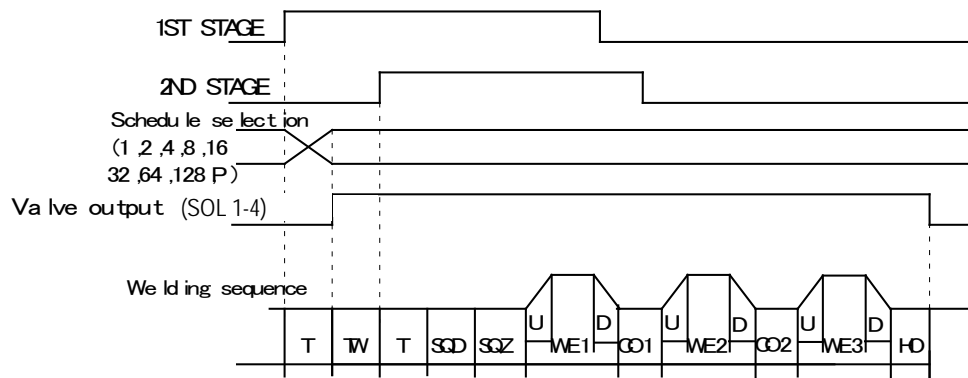 1ST STAGE
2ND STAGE
Schedule selection
(1,2,4,8,16
32,64,128,P)
Valve output (SOL 1-4)
Welding sequence
U D U D U D
T TW T SQD SQZ WE1 CO1 WE2 CO2 WE3 HO